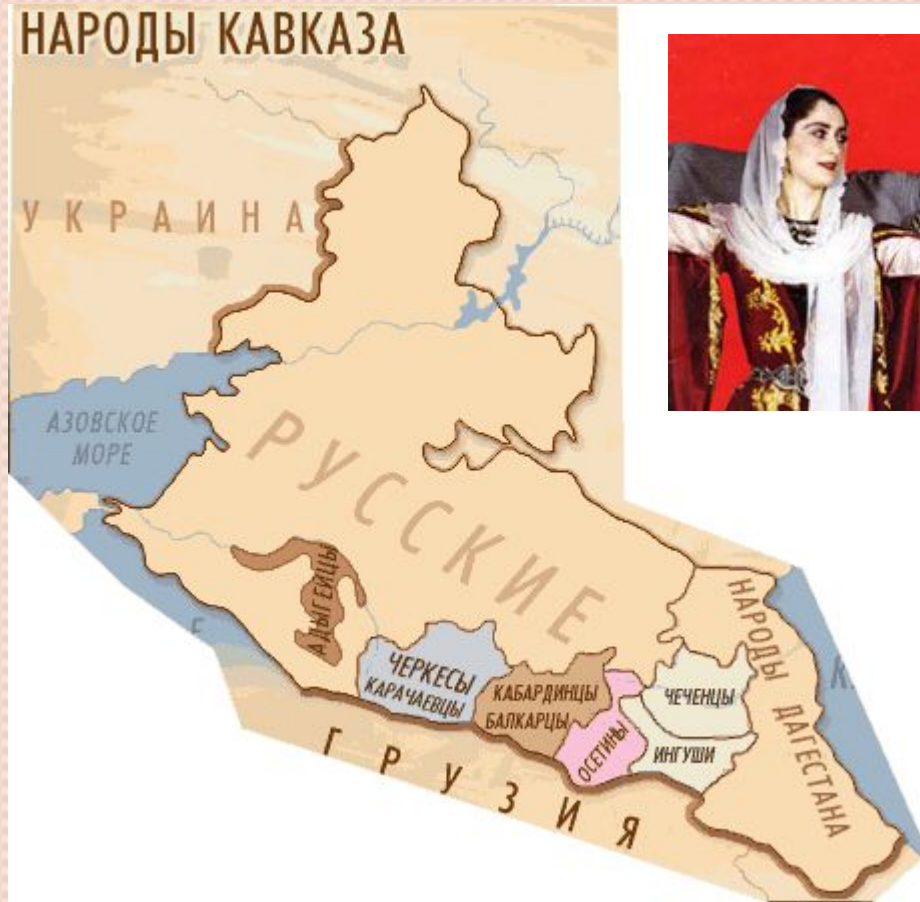 НАРОДЫ КАВКАЗА
УКРАИНА
АЗОВСКОЕ
МОРЕ
РУССКИЕ
АДЫГЕЙЦЫ
ЧЕРКЕСЫ
КАРАЧАЕВЦЫ
КАБАРДИНЦЫ
БАЛКАРЦЫ
ОСЕТИНЫ
ЧЕЧЕНЦЫ
ИНГУШИ
НАРОДЫ ДАГЕСТАНА
ГРУЗИЯ